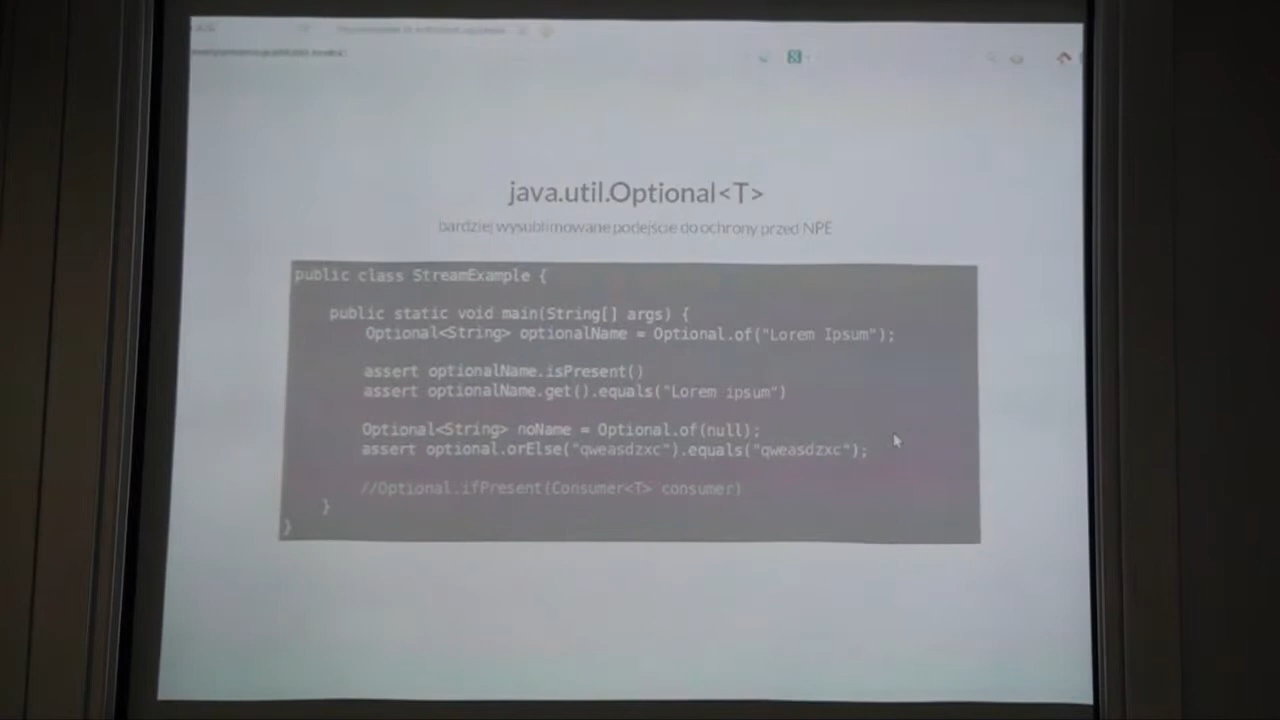 java.util.Optional<T>
bardziej wysublimowane podejście do ochrony przed NPE
public class StreamExample {
public static void main(String[] args) {
Optional<String> optionalName = Optional.of("Lorem Ipsum");
assert optionalName.isPresent()
assert optionalName.get().equals("Lorem ipsum")
Optional<String> noName = Optional.of(null);
assert optional.orElse("qweasdzxc").equals("qweasdzxc");
//Optional.ifPresent(Consumer<T> consumer)
}
}